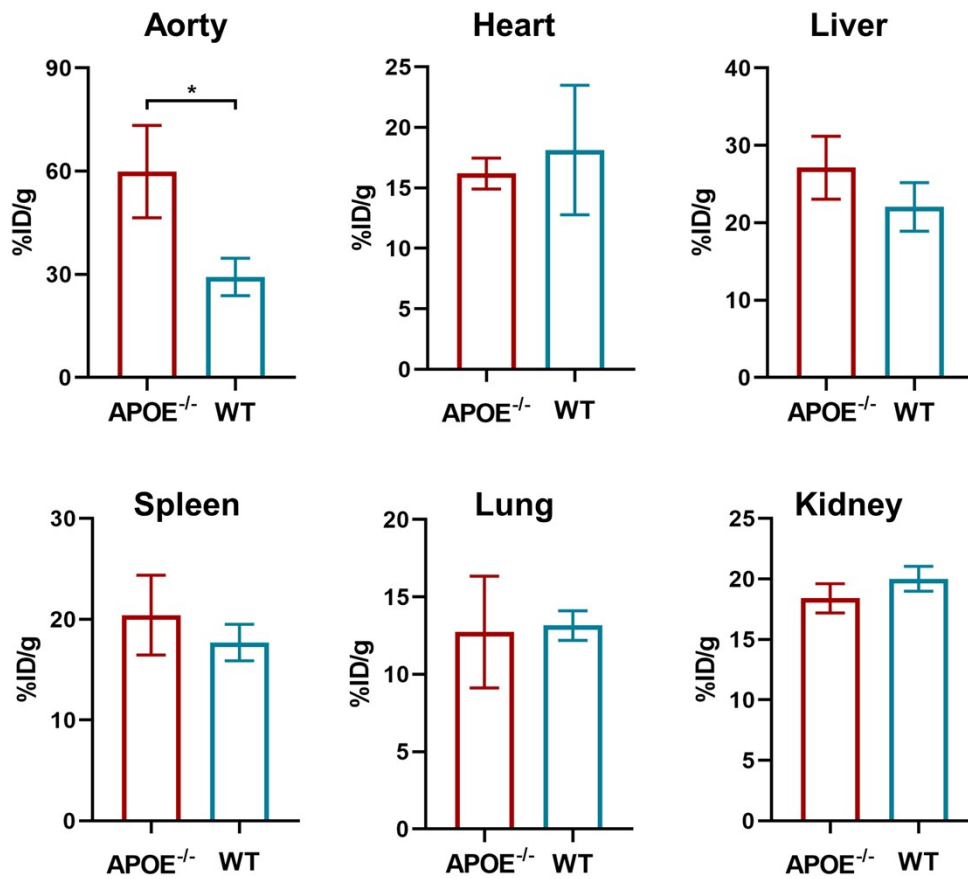 Aorty
90
60
30
0
%ID/g
*
APOE-/- WT
Heart
25
20
15
10
5
0
%ID/g
APOE-/- WT
Liver
40
30
20
10
0
%ID/g
APOE-/- WT
Spleen
30
20
10
0
%ID/g
APOE-/- WT
Lung
20
15
10
5
0
%ID/g
APOE-/- WT
Kidney
25
20
15
10
5
0
%ID/g
APOE-/- WT